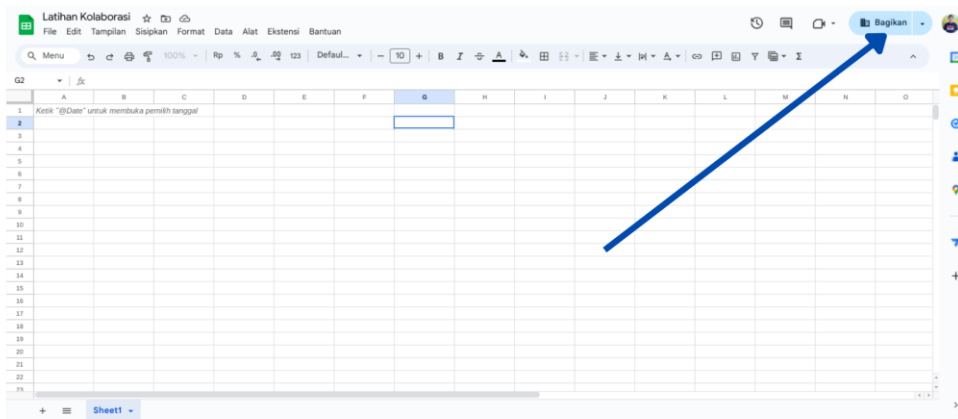 Latihan Kolaborasi
File Edit Tampilan Sisipkan Format Data Alat Ekstensi Bantuan
Bagikan
Menu 100% Rp % .0 .00 123 Defaul... 10 B I A
G2 fx
A B C D E F G H I J K L M N O
1 Ketik "@Date" untuk membuka pemilih tanggal
2
3
4
5
6
7
8
9
10
11
12
13
14
15
16
17
18
19
20
21
22
23
Sheet1